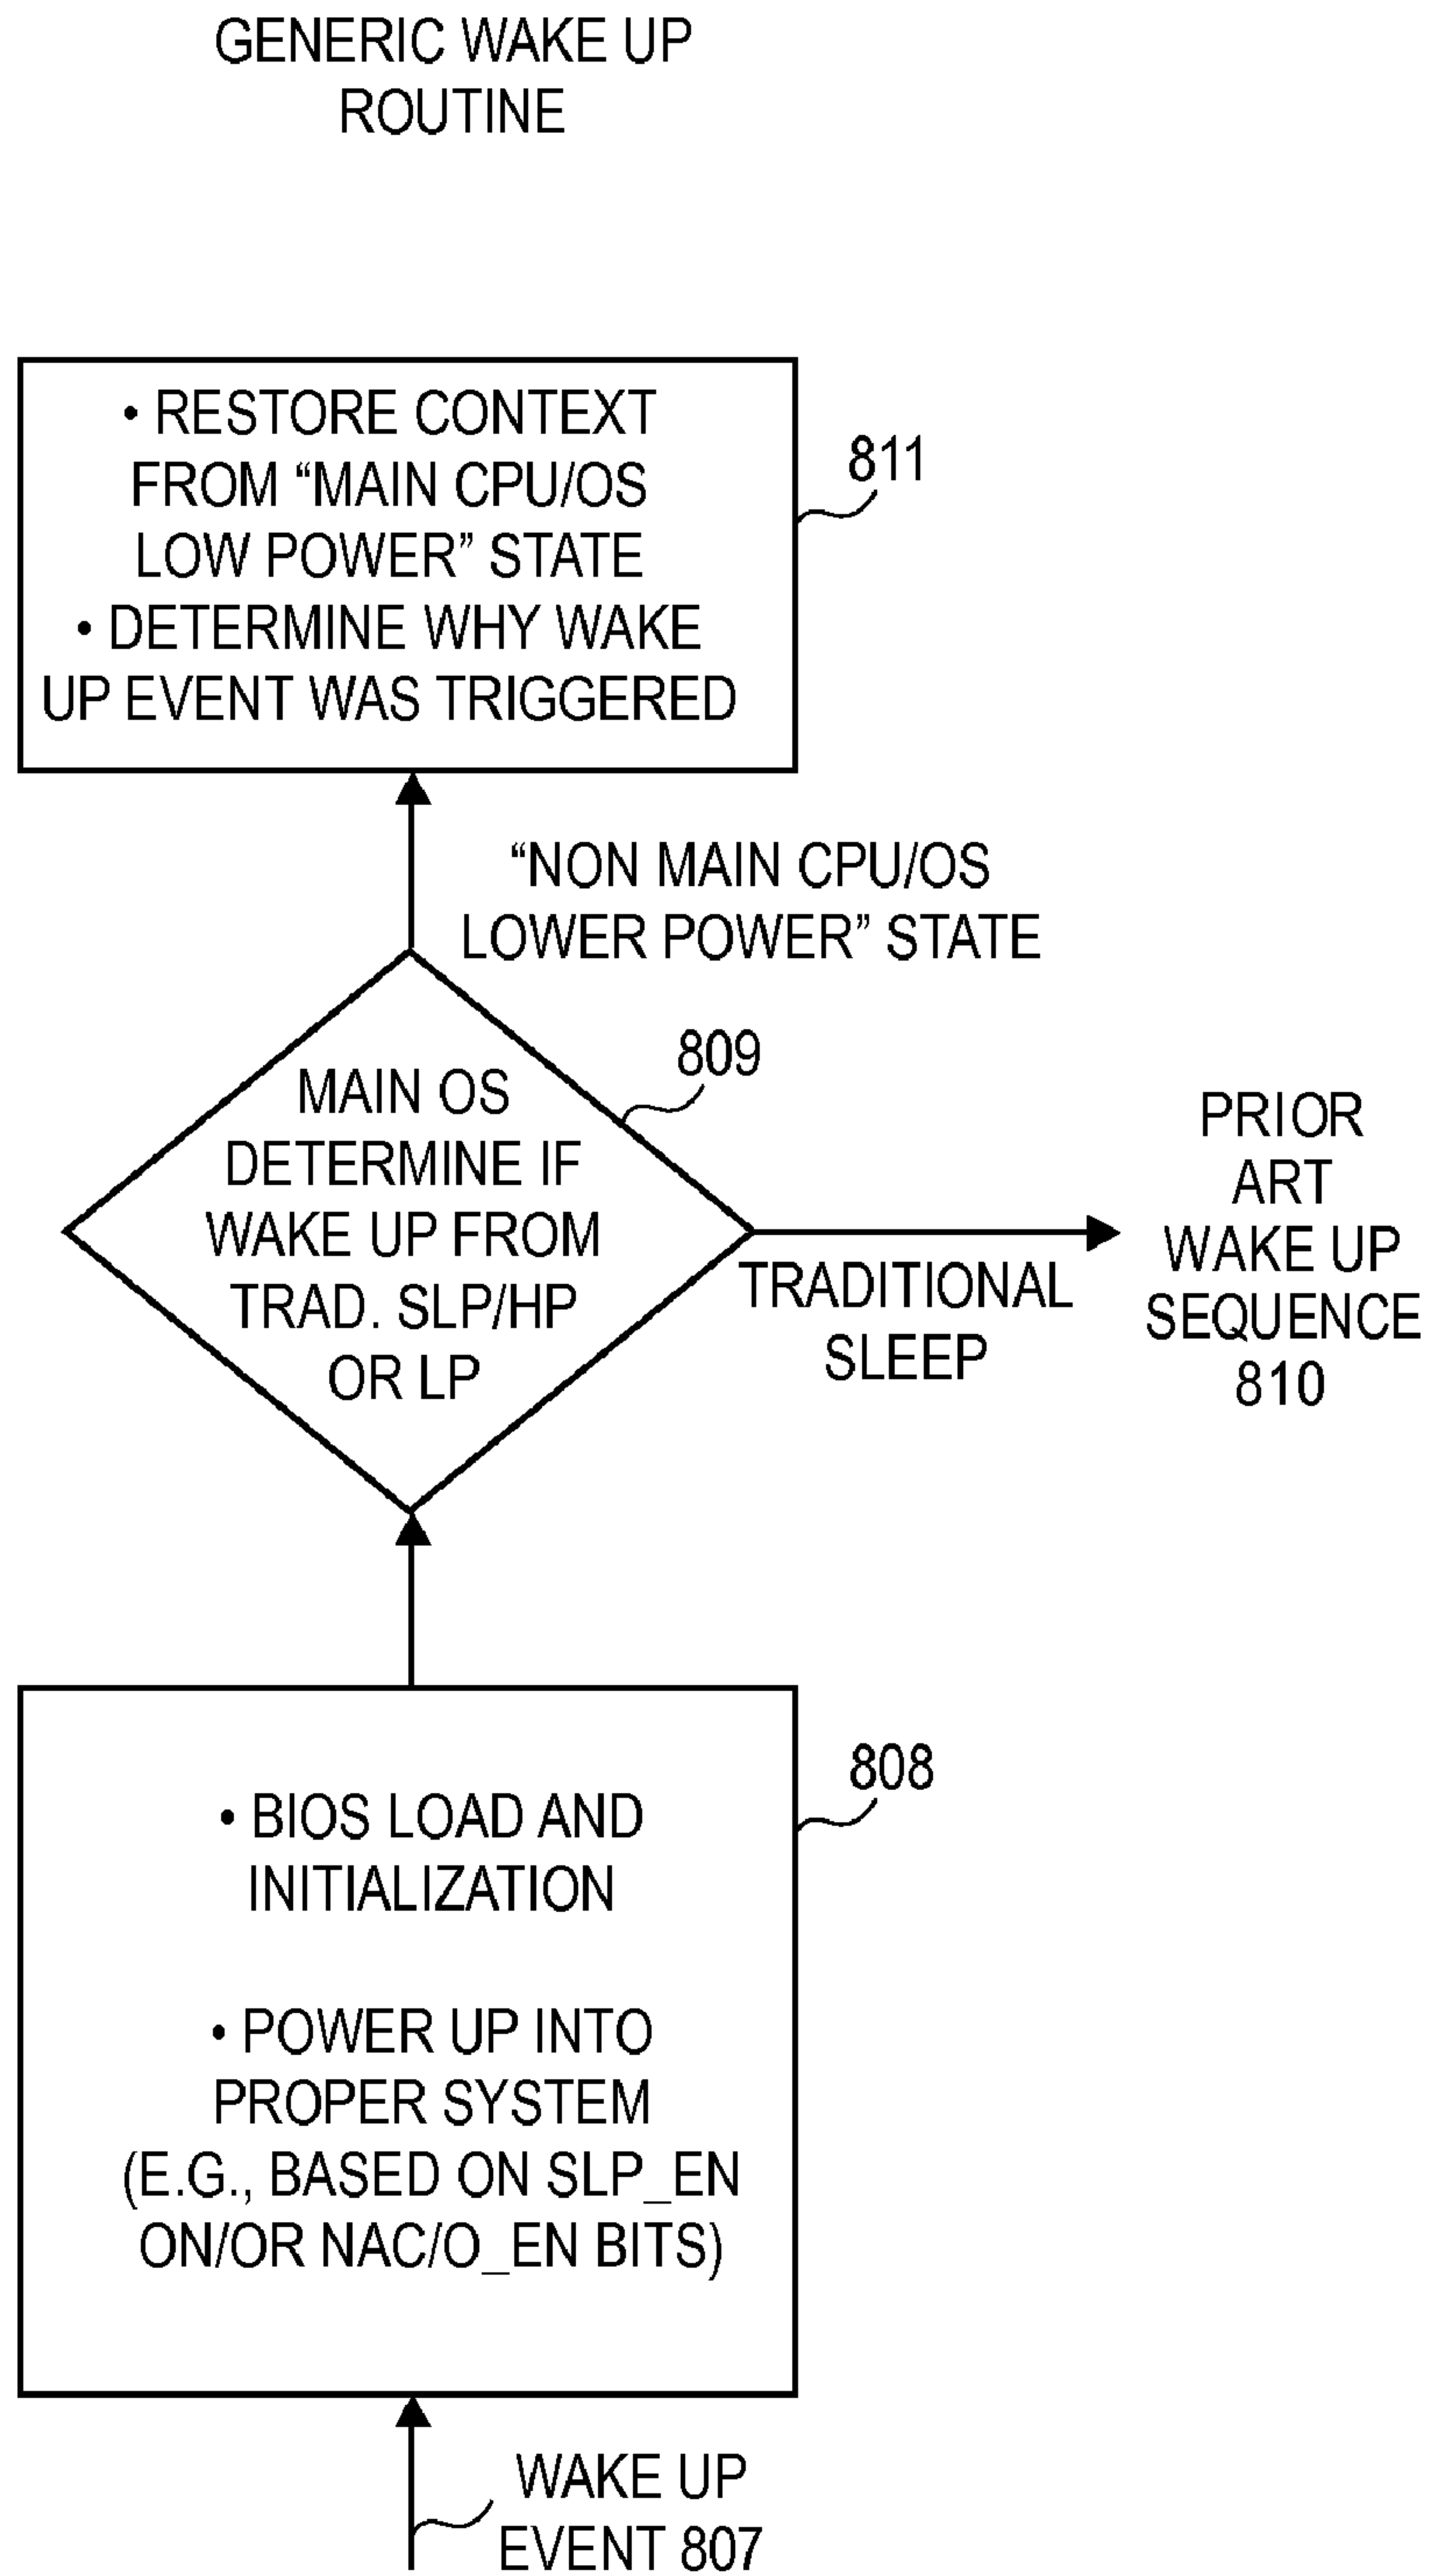 GENERIC WAKE UP
ROUTINE
• RESTORE CONTEXT
FROM “MAIN CPU/OS
LOW POWER” STATE
• DETERMINE WHY WAKE
UP EVENT WAS TRIGGERED
811
“NON MAIN CPU/OS
LOWER POWER” STATE
809
MAIN OS
DETERMINE IF
WAKE UP FROM
TRAD. SLP/HP
OR LP
TRADITIONAL
SLEEP
PRIOR
ART
WAKE UP
SEQUENCE
810
808
• BIOS LOAD AND
INITIALIZATION
• POWER UP INTO
PROPER SYSTEM
(E.G., BASED ON SLP_EN
ON/OR NAC/O_EN BITS)
WAKE UP
EVENT 807